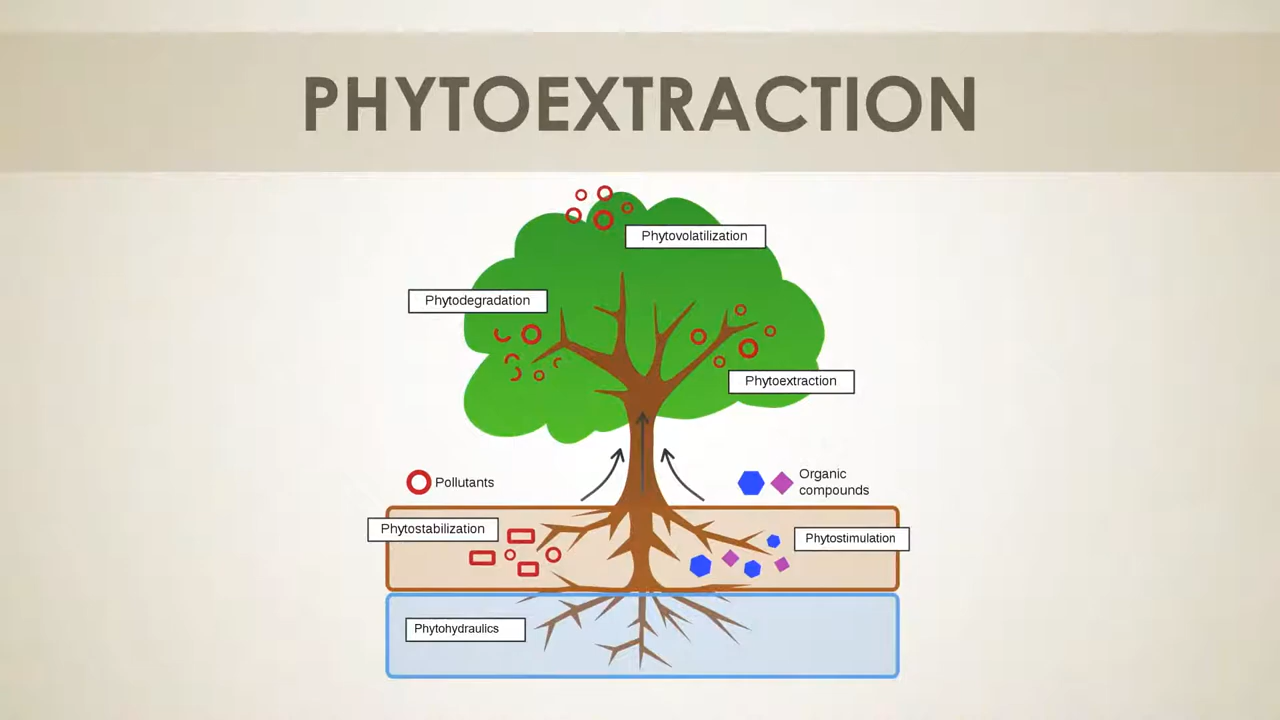 PHYTOEXTRACTION
Phytovolatilization
Phytodegradation
Phytoextraction
Pollutants
Organic
compounds
Phytostabilization
Phytostimulation
Phytohydraulics